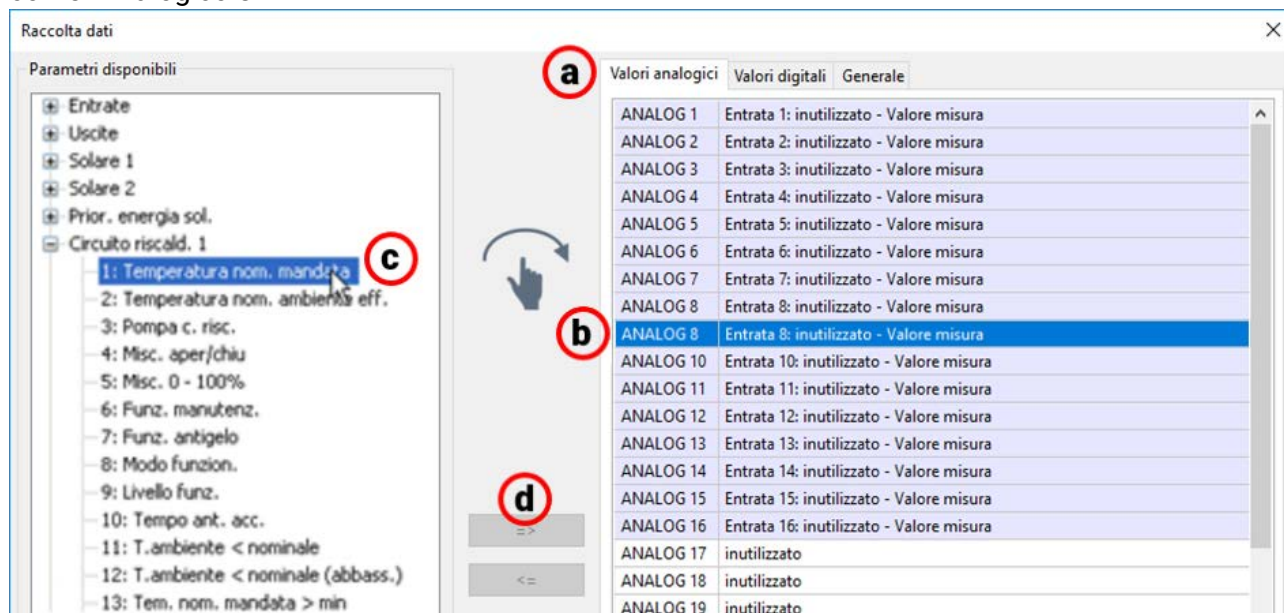 Raccolta dati
Parametri disponibili
Entrate
Uscite
Solare 1
Solare 2
Prior. energia sol.
Circuito riscald. 1
1: Temperatura nom. mandata
2: Temperatura nom. ambiente eff.
3: Pompa c. risc.
4: Misc. aper/chiu
5: Misc. 0 - 100%
6: Funz. manutenz.
7: Funz. antigelo
8: Modo funzion.
9: Livello funz.
10: Tempo ant. acc.
11: T.ambiente < nominale
12: T.ambiente < nominale (abbass.)
13: Tem. nom. mandata > min
c
d
=>
<=
a
b
Valori analogici Valori digitali Generale
ANALOG 1 Entrata 1: inutilizzato - Valore misura
ANALOG 2 Entrata 2: inutilizzato - Valore misura
ANALOG 3 Entrata 3: inutilizzato - Valore misura
ANALOG 4 Entrata 4: inutilizzato - Valore misura
ANALOG 5 Entrata 5: inutilizzato - Valore misura
ANALOG 6 Entrata 6: inutilizzato - Valore misura
ANALOG 7 Entrata 7: inutilizzato - Valore misura
ANALOG 8 Entrata 8: inutilizzato - Valore misura
ANALOG 8 Entrata 8: inutilizzato - Valore misura
ANALOG 10 Entrata 10: inutilizzato - Valore misura
ANALOG 11 Entrata 11: inutilizzato - Valore misura
ANALOG 12 Entrata 12: inutilizzato - Valore misura
ANALOG 13 Entrata 13: inutilizzato - Valore misura
ANALOG 14 Entrata 14: inutilizzato - Valore misura
ANALOG 15 Entrata 15: inutilizzato - Valore misura
ANALOG 16 Entrata 16: inutilizzato - Valore misura
ANALOG 17 inutilizzato
ANALOG 18 inutilizzato
ANALOG 19 inutilizzato